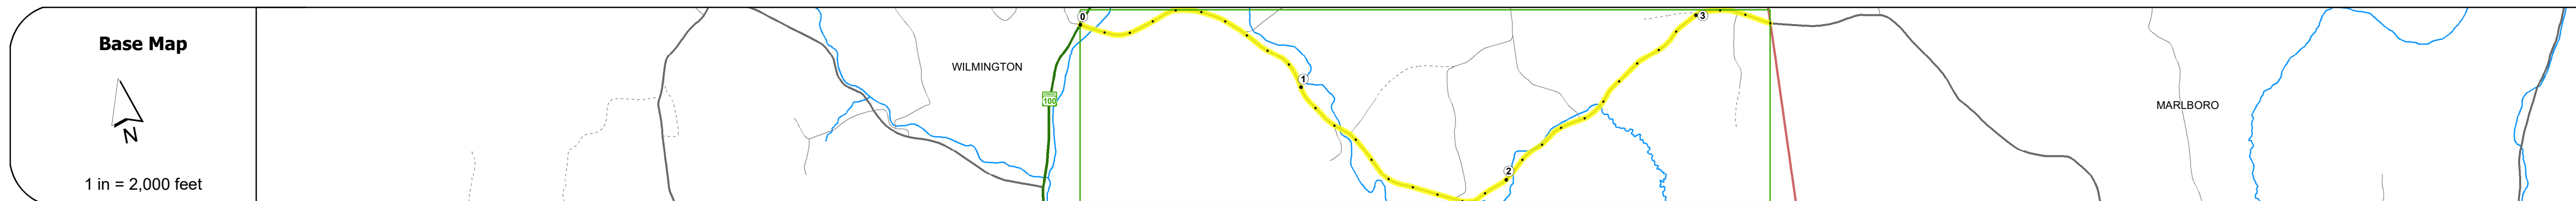 Base Map
N
1 in = 2,000 feet
WILMINGTON
100
0
1
2
3
MARLBORO